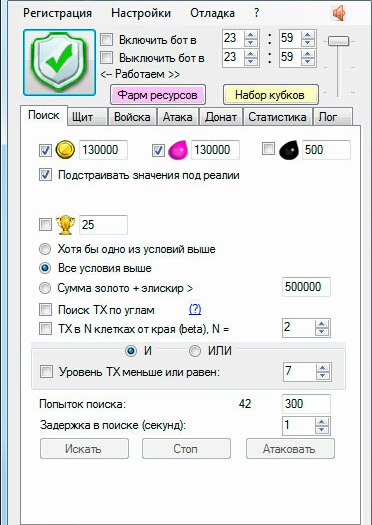 Регистрация Настройки Отладка ?
Включить бот в 23 : 59
Выключить бот в 23 : 59
<-- Работаем >>
Фарм ресурсов Набор кубков
Поиск Щит Войска Атака Донат Статистика Лог
130000 130000 500
Подстраивать значения под реалии
25
Хотя бы одно из условий выше
Все условия выше
Сумма золото + элискир > 500000
Поиск ТХ по углам (?)
ТХ в N клетках от края (beta), N = 2
И ИЛИ
Уровень ТХ меньше или равен: 7
Попыток поиска: 42 300
Задержка в поиске (секунд): 1
Искать Стоп Атаковать